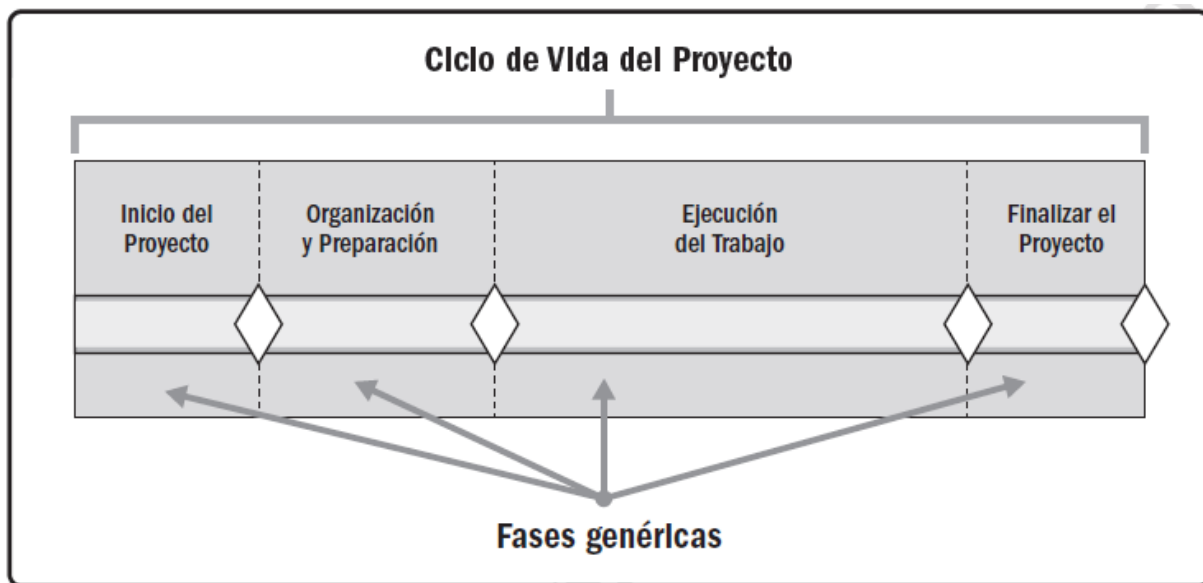 Ciclo de Vida del Proyecto
Inicio del
Proyecto
Organización
y Preparación
Ejecución
del Trabajo
Finalizar el
Proyecto
Fases genéricas